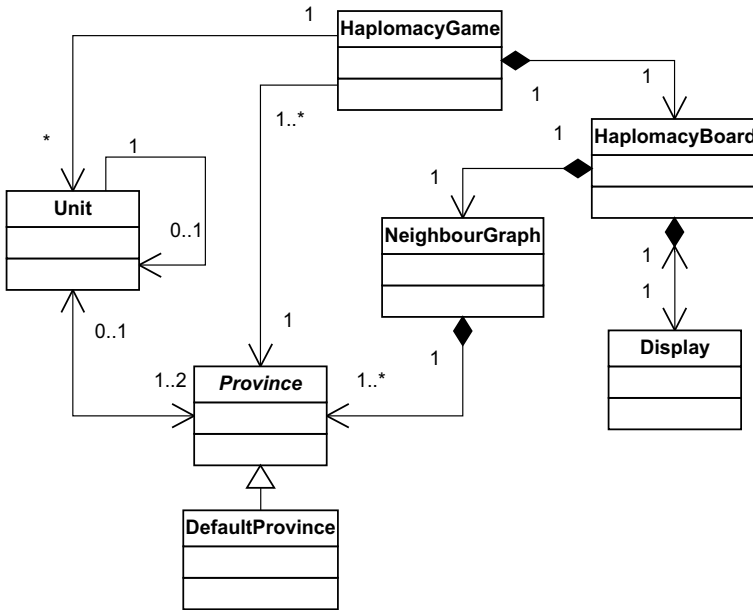 1
HaplomacyGame
1
1
1..*
*
1
1
HaplomacyBoard
1
Unit
0..1
NeighbourGraph
1
1
0..1
1
Display
1
1..2
Province
1..*
DefaultProvince